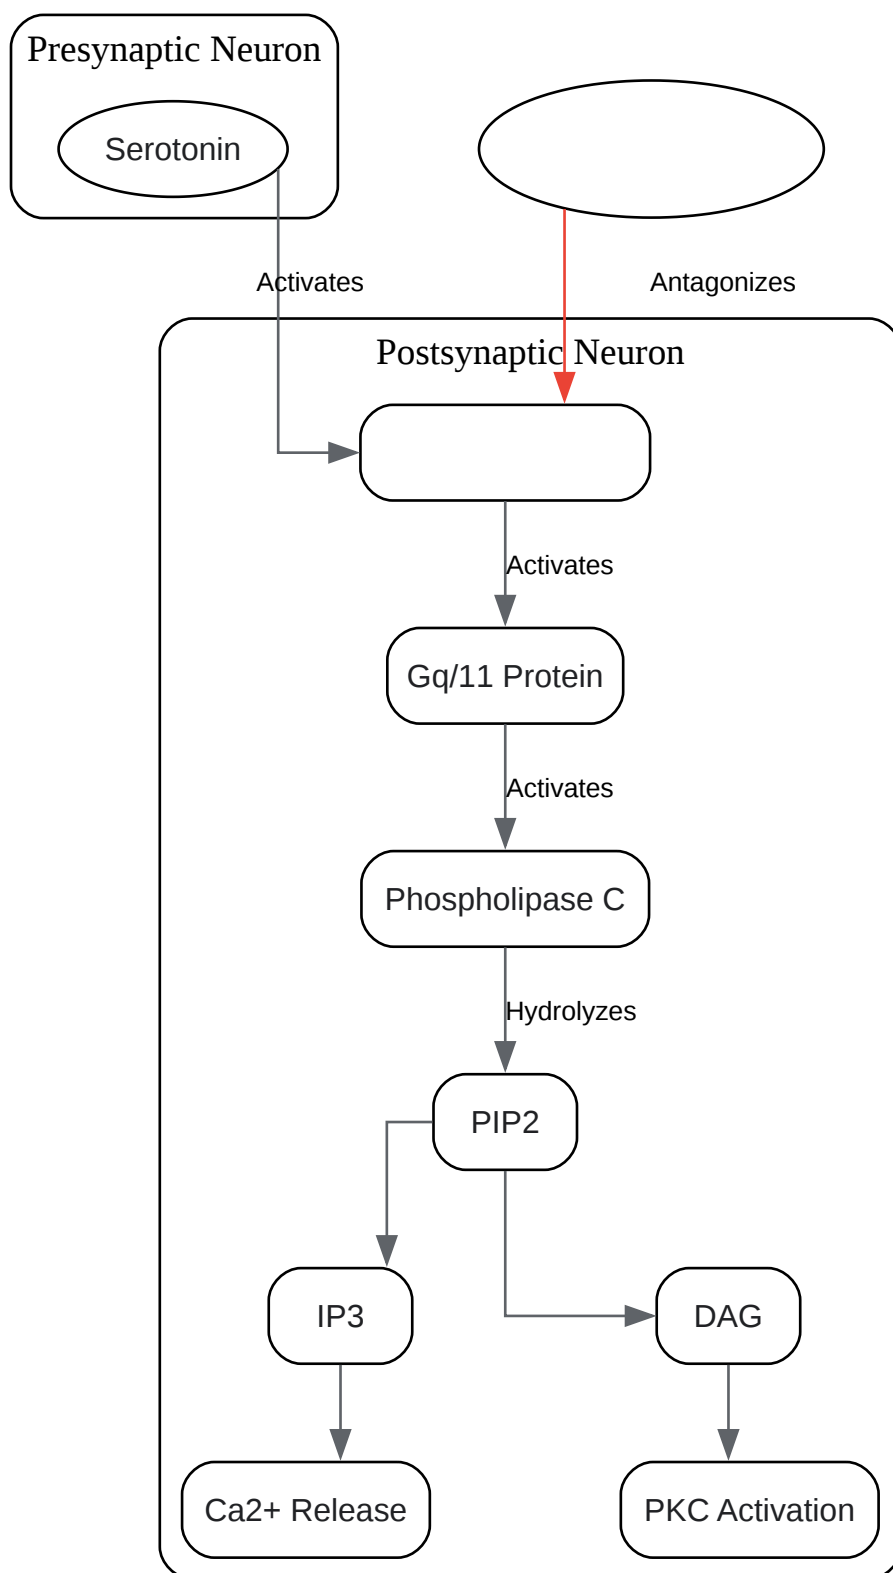 Presynaptic Neuron
Serotonin
Activates
Antagonizes
Postsynaptic Neuron
Activates
Gq/11 Protein
Activates
Phospholipase C
Hydrolyzes
PIP2
IP3
DAG
Ca2+ Release
PKC Activation